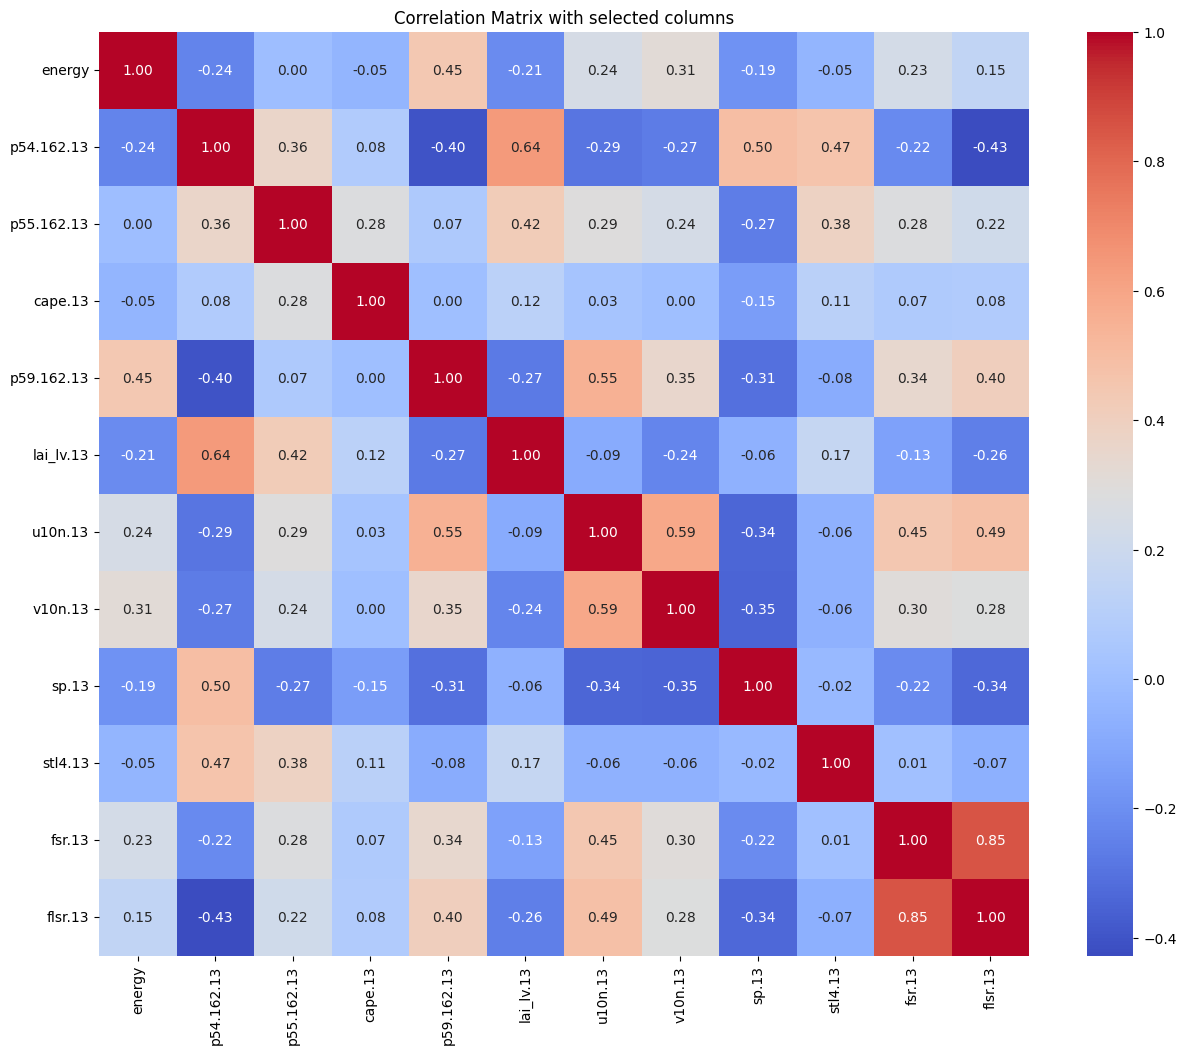 Correlation Matrix with selected columns
energy 1.00 -0.24 0.00 -0.05 0.45 -0.21 0.24 0.31 -0.19 -0.05 0.23 0.15
p54.162.13 -0.24 1.00 0.36 0.08 -0.40 0.64 -0.29 -0.27 0.50 0.47 -0.22 -0.43
p55.162.13 0.00 0.36 1.00 0.28 0.07 0.42 0.29 0.24 -0.27 0.38 0.28 0.22
cape.13 -0.05 0.08 0.28 1.00 0.00 0.12 0.03 0.00 -0.15 0.11 0.07 0.08
p59.162.13 0.45 -0.40 0.07 0.00 1.00 -0.27 0.55 0.35 -0.31 -0.08 0.34 0.40
lai_lv.13 -0.21 0.64 0.42 0.12 -0.27 1.00 -0.09 -0.24 -0.06 0.17 -0.13 -0.26
u10n.13 0.24 -0.29 0.29 0.03 0.55 -0.09 1.00 0.59 -0.34 -0.06 0.45 0.49
v10n.13 0.31 -0.27 0.24 0.00 0.35 -0.24 0.59 1.00 -0.35 -0.06 0.30 0.28
sp.13 -0.19 0.50 -0.27 -0.15 -0.31 -0.06 -0.34 -0.35 1.00 -0.02 -0.22 -0.34
stl4.13 -0.05 0.47 0.38 0.11 -0.08 0.17 -0.06 -0.06 -0.02 1.00 0.01 -0.07
fsr.13 0.23 -0.22 0.28 0.07 0.34 -0.13 0.45 0.30 -0.22 0.01 1.00 0.85
flsr.13 0.15 -0.43 0.22 0.08 0.40 -0.26 0.49 0.28 -0.34 -0.07 0.85 1.00
energy p54.162.13 p55.162.13 cape.13 p59.162.13 lai_lv.13 u10n.13 v10n.13 sp.13 stl4.13 fsr.13 flsr.13
1.0
0.8
0.6
0.4
0.2
0.0
−0.2
−0.4